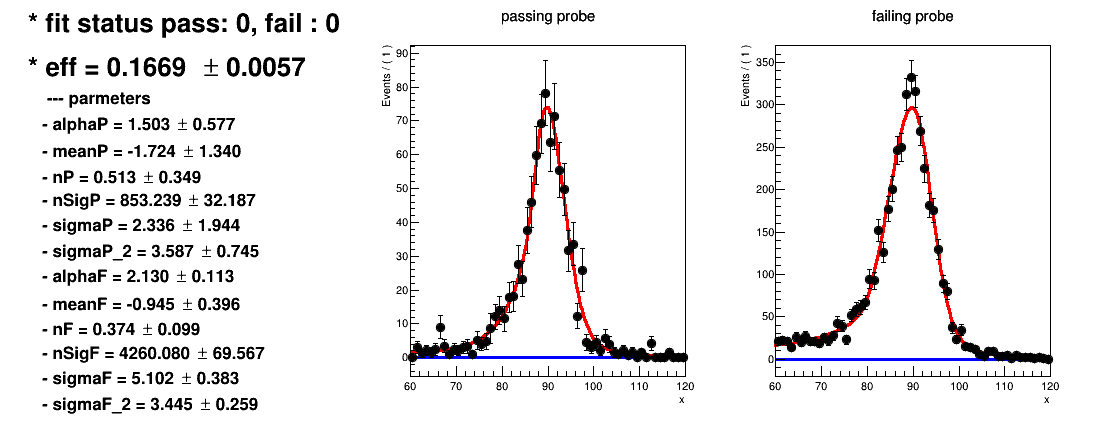 * fit status pass: 0, fail : 0
* eff = 0.1669 ± 0.0057
--- parmeters
- alphaP = 1.503 ± 0.577
- meanP = -1.724 ± 1.340
- nP = 0.513 ± 0.349
- nSigP = 853.239 ± 32.187
- sigmaP = 2.336 ± 1.944
- sigmaP_2 = 3.587 ± 0.745
- alphaF = 2.130 ± 0.113
- meanF = -0.945 ± 0.396
- nF = 0.374 ± 0.099
- nSigF = 4260.080 ± 69.567
- sigmaF = 5.102 ± 0.383
- sigmaF_2 = 3.445 ± 0.259
passing probe
Events / ( 1 )
90
80
70
60
50
40
30
20
10
0
60 70 80 90 100 110 120
x
failing probe
Events / ( 1 )
350
300
250
200
150
100
50
0
60 70 80 90 100 110 120
x